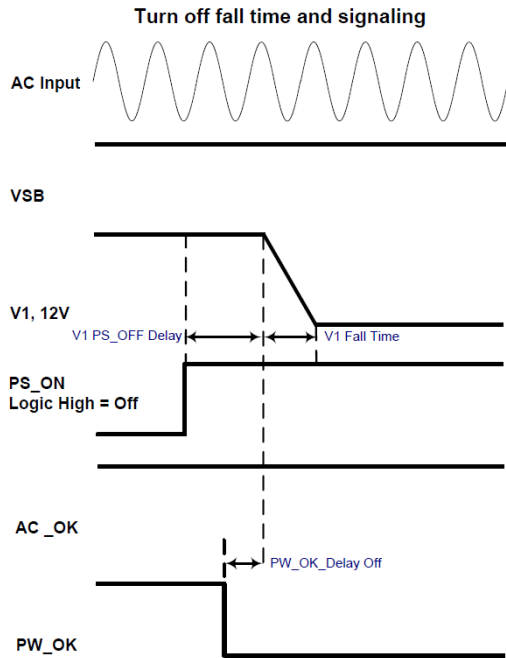 Turn off fall time and signaling
AC Input
VSB
V1, 12V
V1 PS_OFF Delay
V1 Fall Time
PS_ON
Logic High = Off
AC _OK
PW_OK_Delay Off
PW_OK